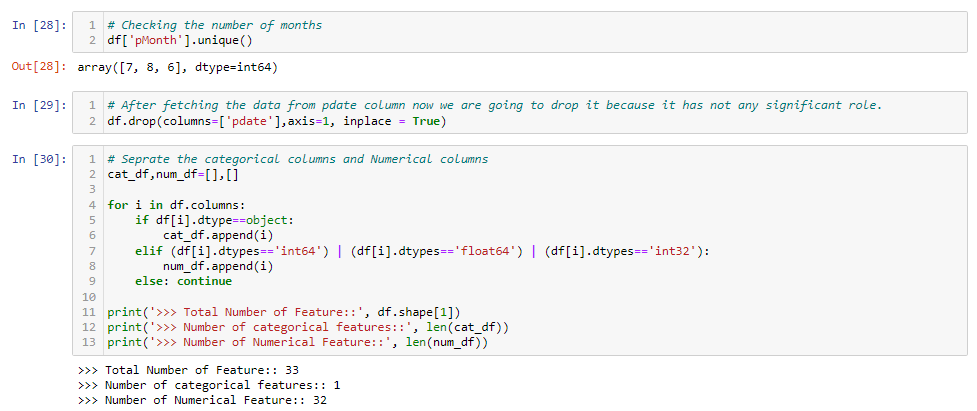 In [28]: 1 # Checking the number of months
2 df['pMonth'].unique()
Out[28]: array([7, 8, 6], dtype=int64)
In [29]: 1 # After fetching the data from pdate column now we are going to drop it because it has not any significant role.
2 df.drop(columns=['pdate'],axis=1, inplace = True)
In [30]: 1 # Seprate the categorical columns and Numerical columns
2 cat_df,num_df=[],[]
3
4 for i in df.columns:
5     if df[i].dtype==object:
6         cat_df.append(i)
7     elif (df[i].dtypes=='int64') | (df[i].dtypes=='float64') | (df[i].dtypes=='int32'):
8         num_df.append(i)
9     else: continue
10
11 print('>>> Total Number of Feature::', df.shape[1])
12 print('>>> Number of categorical features::', len(cat_df))
13 print('>>> Number of Numerical Feature::', len(num_df))
>>> Total Number of Feature:: 33
>>> Number of categorical features:: 1
>>> Number of Numerical Feature:: 32